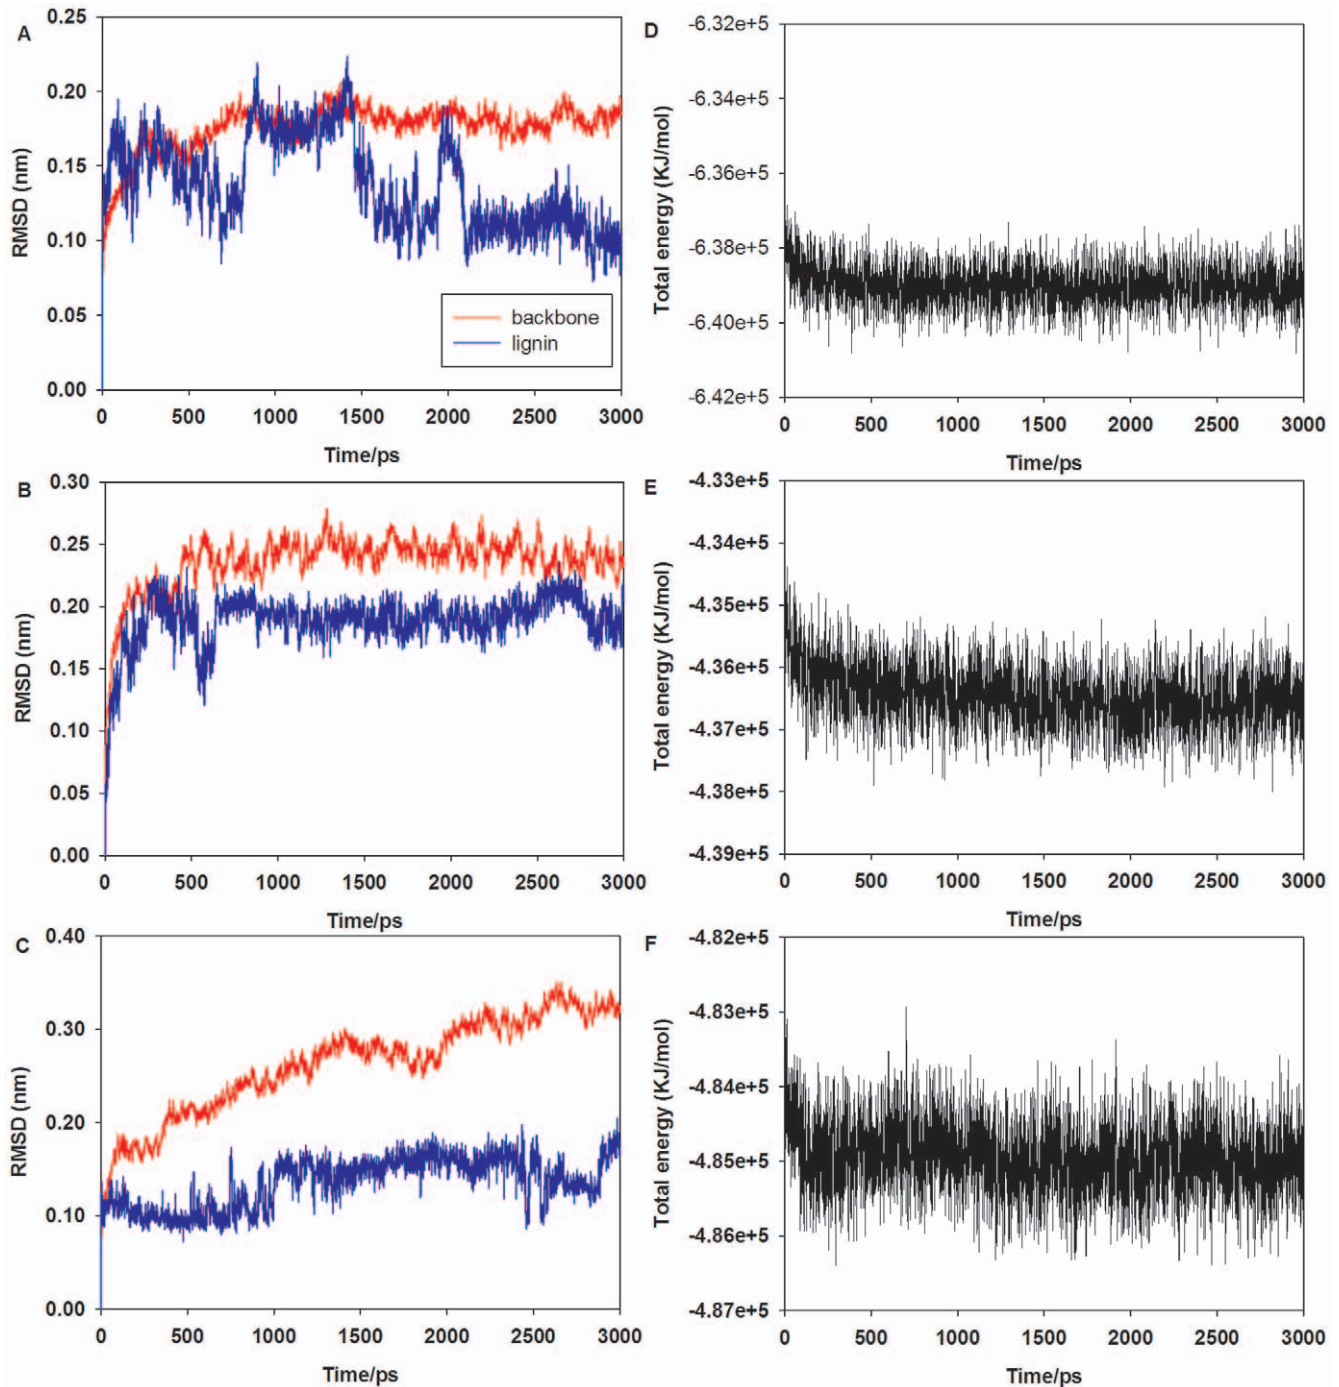 A
RMSD (nm)
0.25
0.20
0.15
0.10
0.05
0.00
backbone
lignin
0 500 1000 1500 2000 2500 3000
Time/ps
D
Total energy (KJ/mol)
-6.32e+5
-6.34e+5
-6.36e+5
-6.38e+5
-6.40e+5
-6.42e+5
0 500 1000 1500 2000 2500 3000
Time/ps
B
RMSD (nm)
0.30
0.25
0.20
0.15
0.10
0.05
0.00
0 500 1000 1500 2000 2500 3000
Time/ps
E
Total energy (KJ/mol)
-4.33e+5
-4.34e+5
-4.35e+5
-4.36e+5
-4.37e+5
-4.38e+5
-4.39e+5
0 500 1000 1500 2000 2500 3000
Time/ps
C
RMSD (nm)
0.40
0.30
0.20
0.10
0.00
0 500 1000 1500 2000 2500 3000
Time/ps
F
Total energy (KJ/mol)
-4.82e+5
-4.83e+5
-4.84e+5
-4.85e+5
-4.86e+5
-4.87e+5
0 500 1000 1500 2000 2500 3000
Time/ps